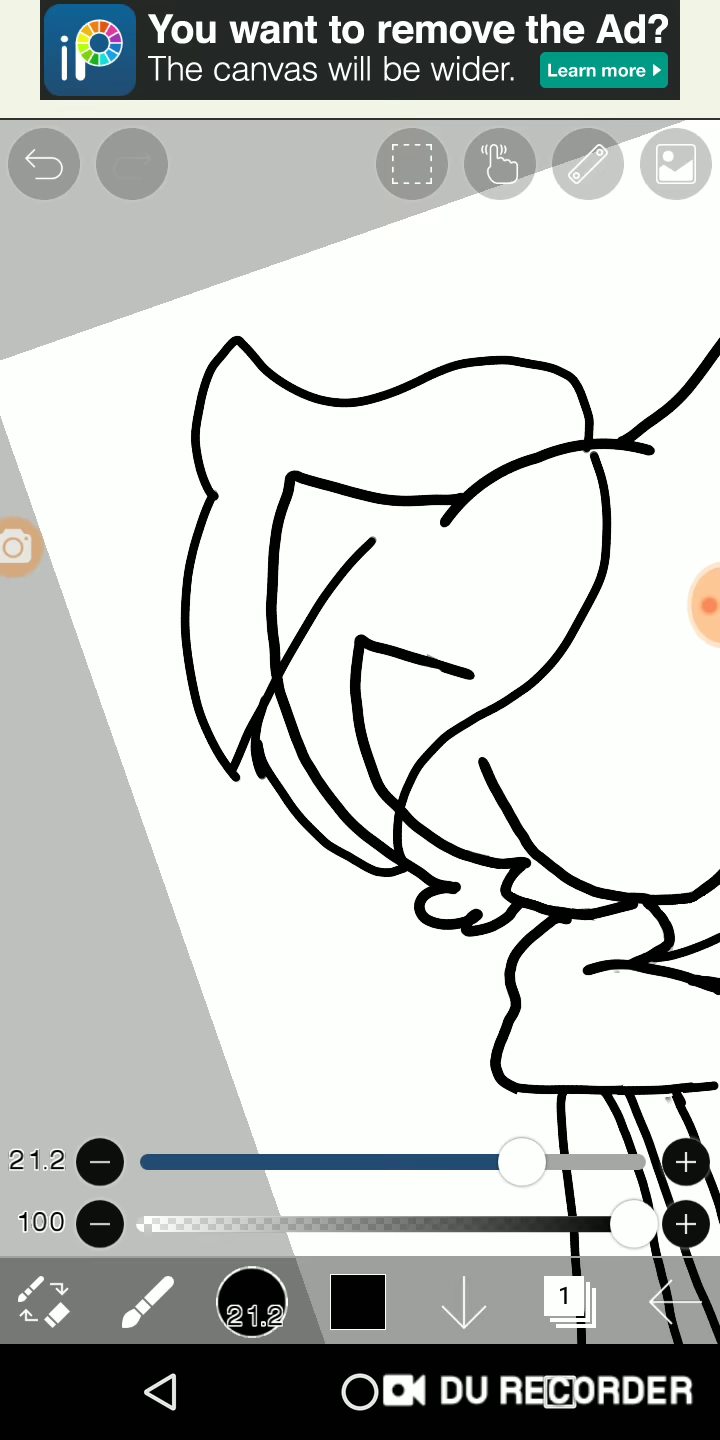 iP
You want to remove the Ad?
The canvas will be wider.
Learn more
21.2
100
21.2
1
DU RECORDER